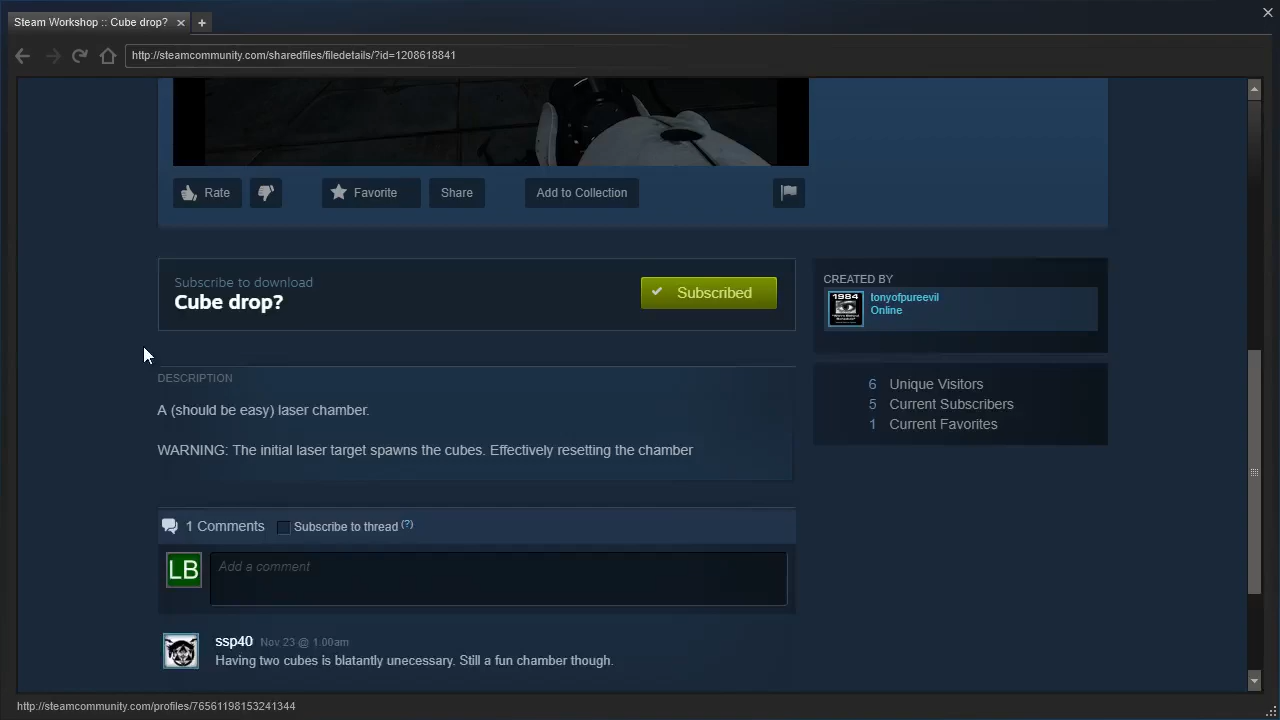 Steam Workshop :: Cube drop?
http://steamcommunity.com/sharedfiles/filedetails/?id=1208618841
Rate
Favorite
Share
Add to Collection
Subscribe to download
Cube drop?
Subscribed
CREATED BY
1984
tonyofpureevil
Online
DESCRIPTION
A (should be easy) laser chamber.
WARNING: The initial laser target spawns the cubes. Effectively resetting the chamber
6 Unique Visitors
5 Current Subscribers
1 Current Favorites
1 Comments
Subscribe to thread (?)
LB
Add a comment
ssp40 Nov 23 @ 1.00am
Having two cubes is blatantly unecessary. Still a fun chamber though.
http://steamcommunity.com/profiles/76561198153241344